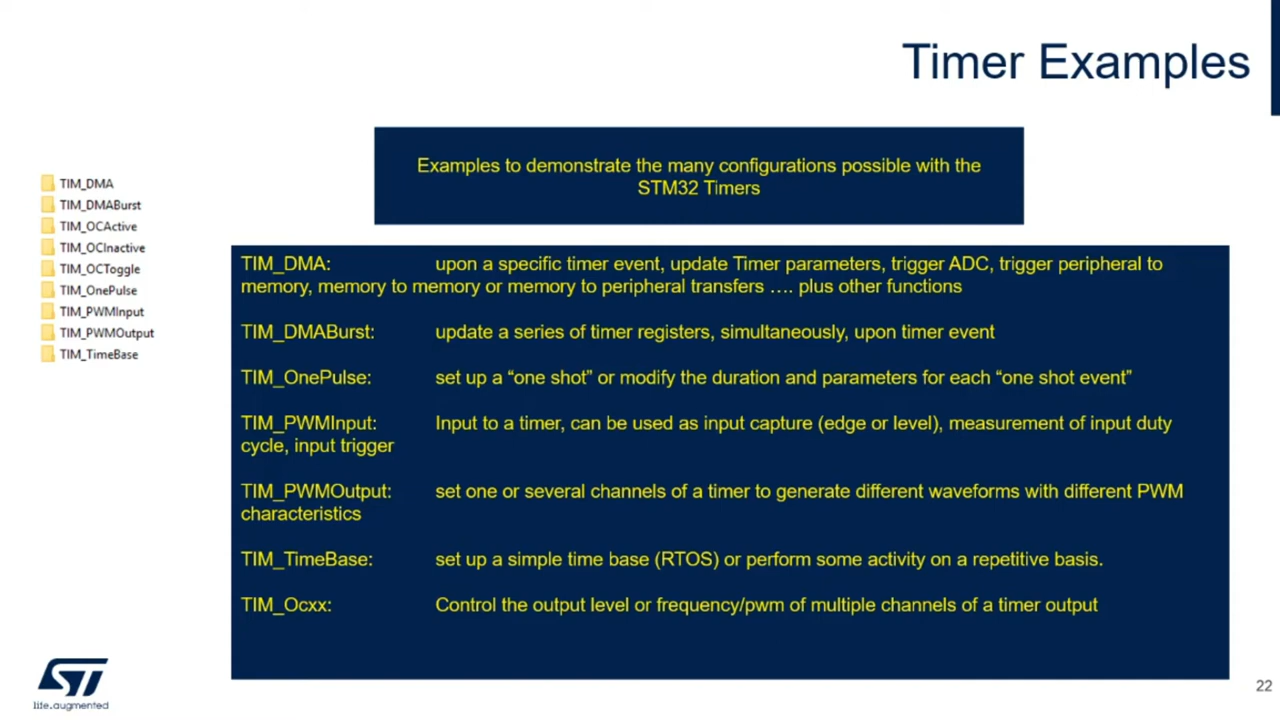 Timer Examples
Examples to demonstrate the many configurations possible with the
STM32 Timers
TIM_DMA
TIM_DMABurst
TIM_OCActive
TIM_OCInactive
TIM_OCToggle
TIM_OnePulse
TIM_PWMInput
TIM_PWMOutput
TIM_TimeBase
TIM_DMA: upon a specific timer event, update Timer parameters, trigger ADC, trigger peripheral to
memory, memory to memory or memory to peripheral transfers …. plus other functions
TIM_DMABurst: update a series of timer registers, simultaneously, upon timer event
TIM_OnePulse: set up a “one shot” or modify the duration and parameters for each “one shot event”
TIM_PWMInput: Input to a timer, can be used as input capture (edge or level), measurement of input duty
cycle, input trigger
TIM_PWMOutput: set one or several channels of a timer to generate different waveforms with different PWM
characteristics
TIM_TimeBase: set up a simple time base (RTOS) or perform some activity on a repetitive basis.
TIM_Ocxx: Control the output level or frequency/pwm of multiple channels of a timer output
ST
life.augmented
22